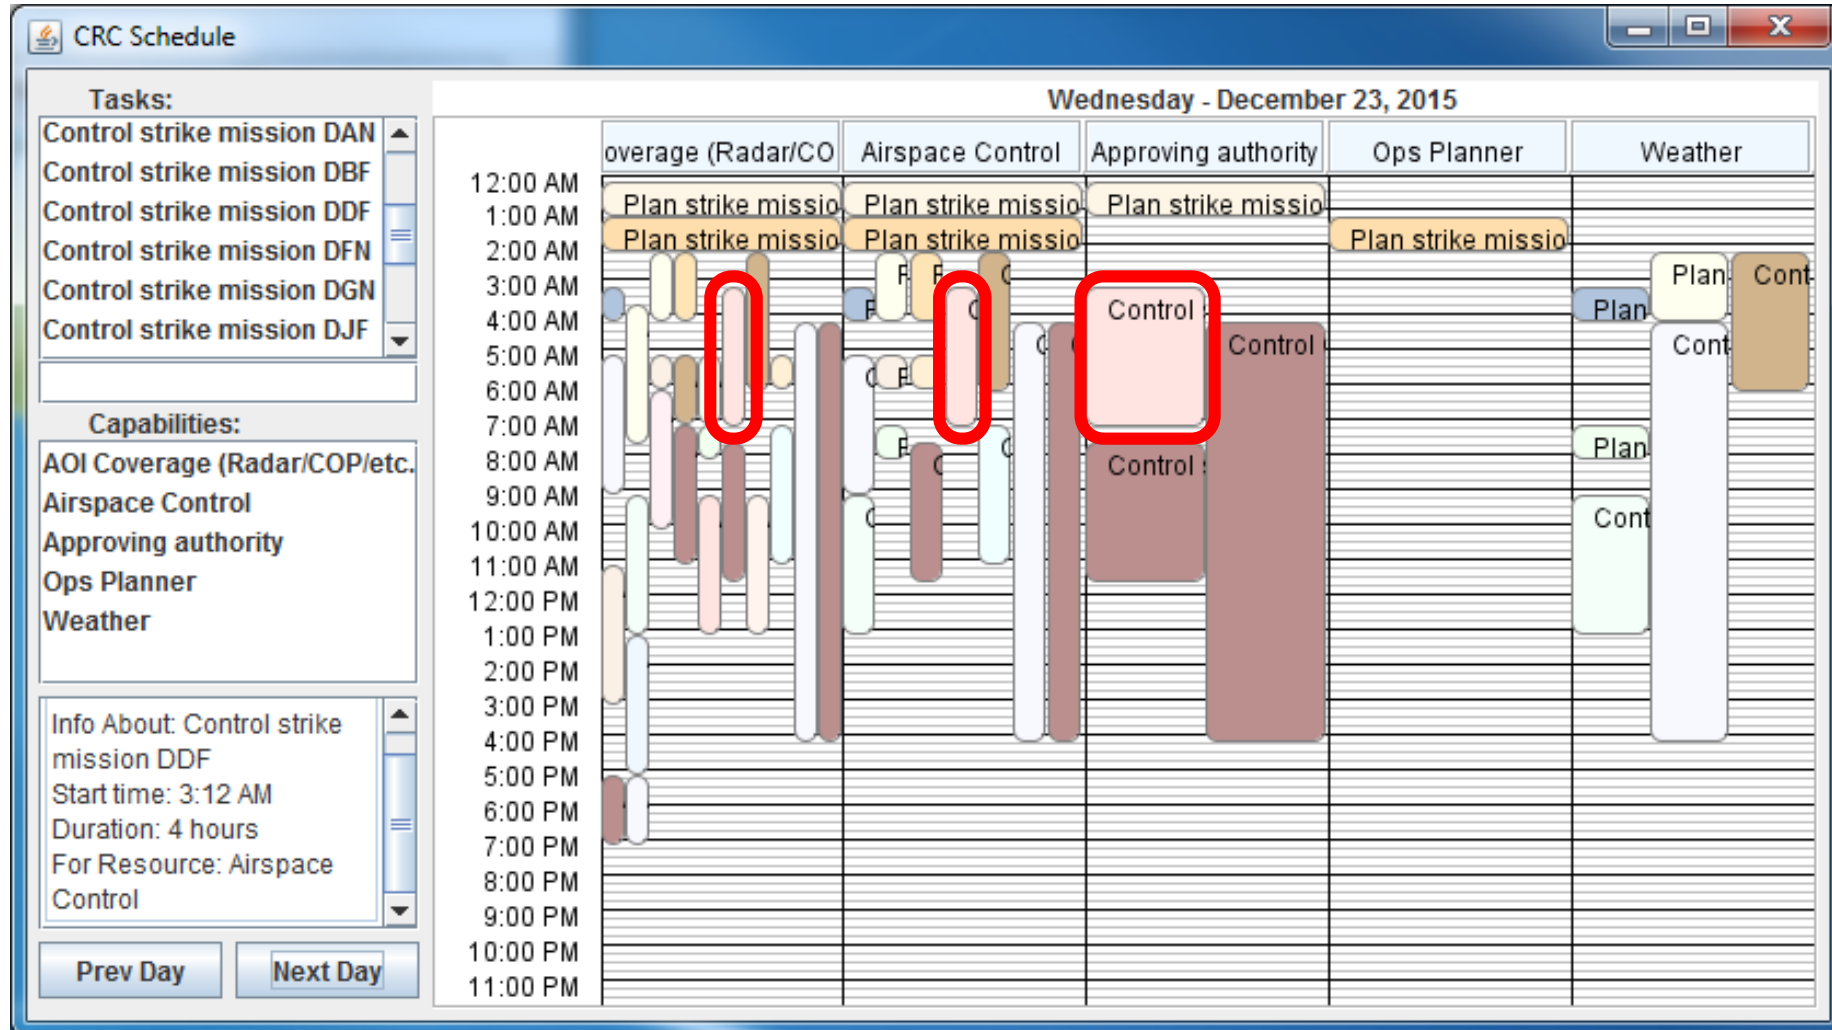 CRC Schedule
Tasks:
Control strike mission DAN
Control strike mission DBF
Control strike mission DDF
Control strike mission DFN
Control strike mission DGN
Control strike mission DJF
Capabilities:
AOI Coverage (Radar/COP/etc.
Airspace Control
Approving authority
Ops Planner
Weather
Info About: Control strike
mission DDF
Start time: 3:12 AM
Duration: 4 hours
For Resource: Airspace
Control
Prev Day
Next Day
Wednesday - December 23, 2015
overage (Radar/CO
Airspace Control
Approving authority
Ops Planner
Weather
12:00 AM
1:00 AM
2:00 AM
3:00 AM
4:00 AM
5:00 AM
6:00 AM
7:00 AM
8:00 AM
9:00 AM
10:00 AM
11:00 AM
12:00 PM
1:00 PM
2:00 PM
3:00 PM
4:00 PM
5:00 PM
6:00 PM
7:00 PM
8:00 PM
9:00 PM
10:00 PM
11:00 PM
Plan strike missio
Plan strike missio
Plan strike missio
Plan strike missio
Plan strike missio
Plan strike missio
Control
Control
Control
Plan
Cont
Plan
Cont
Plan
Cont